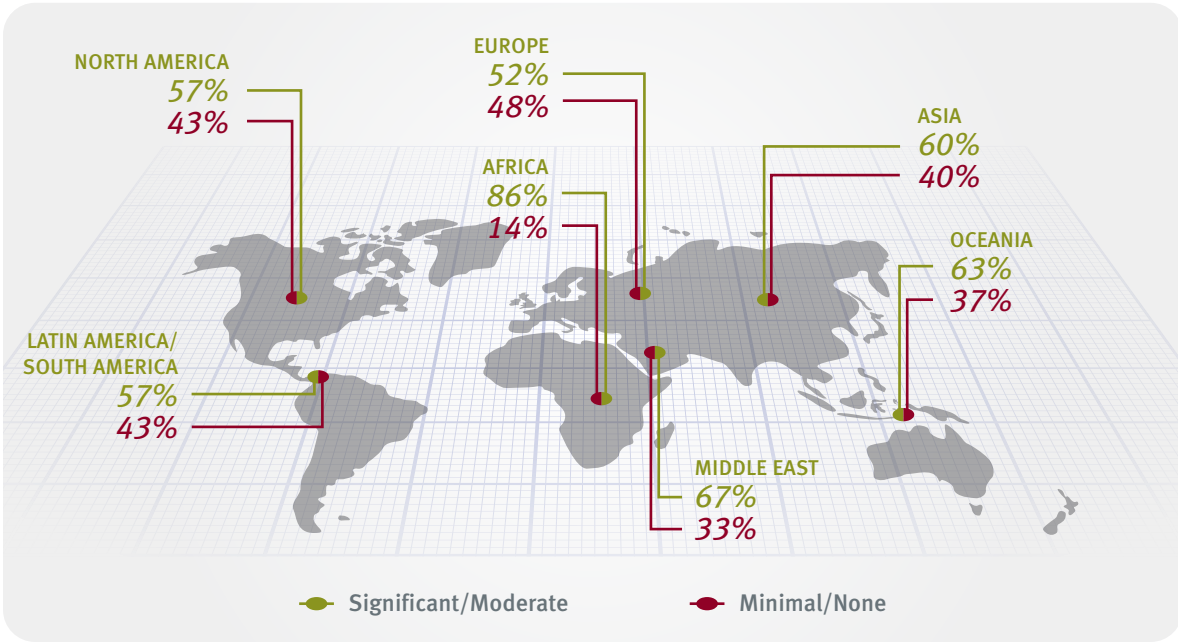 NORTH AMERICA
57%
43%
EUROPE
52%
48%
AFRICA
86%
14%
ASIA
60%
40%
OCEANIA
63%
37%
LATIN AMERICA/
SOUTH AMERICA
57%
43%
MIDDLE EAST
67%
33%
Significant/Moderate
Minimal/None